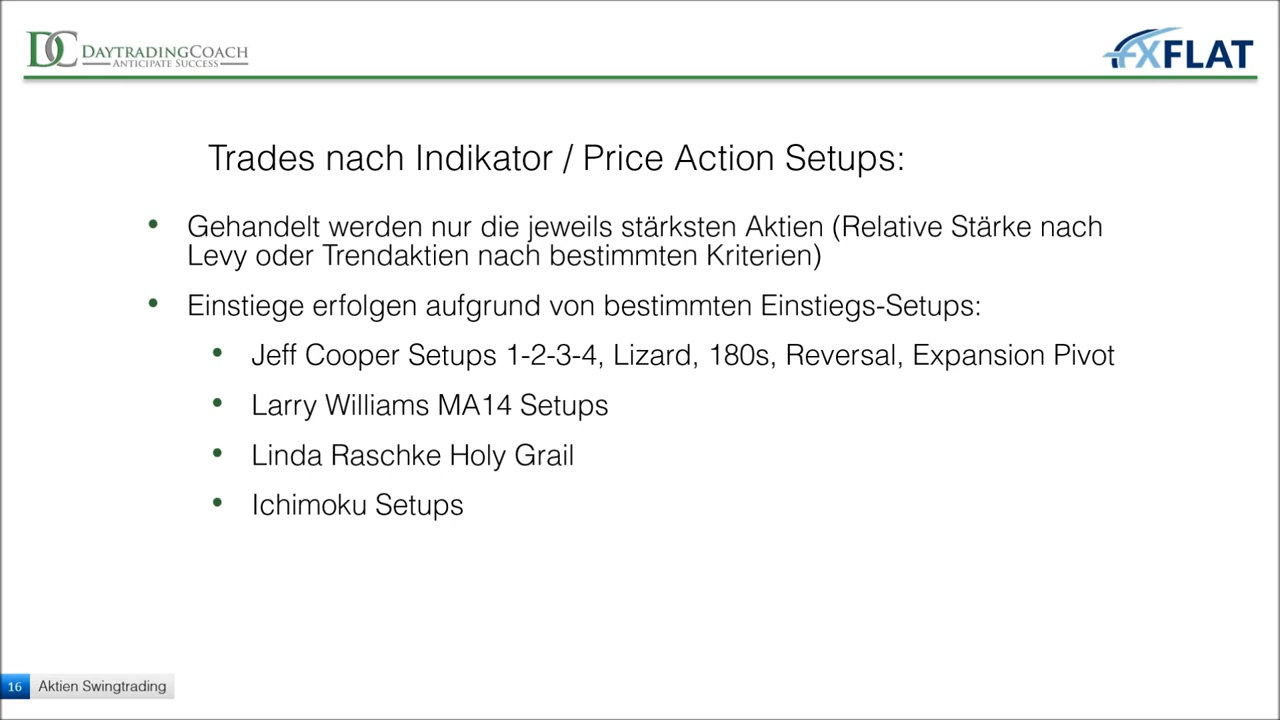 DC DAYTRADINGCOACH
ANTICIPATE SUCCESS
FXFLAT
Trades nach Indikator / Price Action Setups:
• Gehandelt werden nur die jeweils stärksten Aktien (Relative Stärke nach
Levy oder Trendaktien nach bestimmten Kriterien)
• Einstiege erfolgen aufgrund von bestimmten Einstiegs-Setups:
• Jeff Cooper Setups 1-2-3-4, Lizard, 180s, Reversal, Expansion Pivot
• Larry Williams MA14 Setups
• Linda Raschke Holy Grail
• Ichimoku Setups
16 Aktien Swingtrading